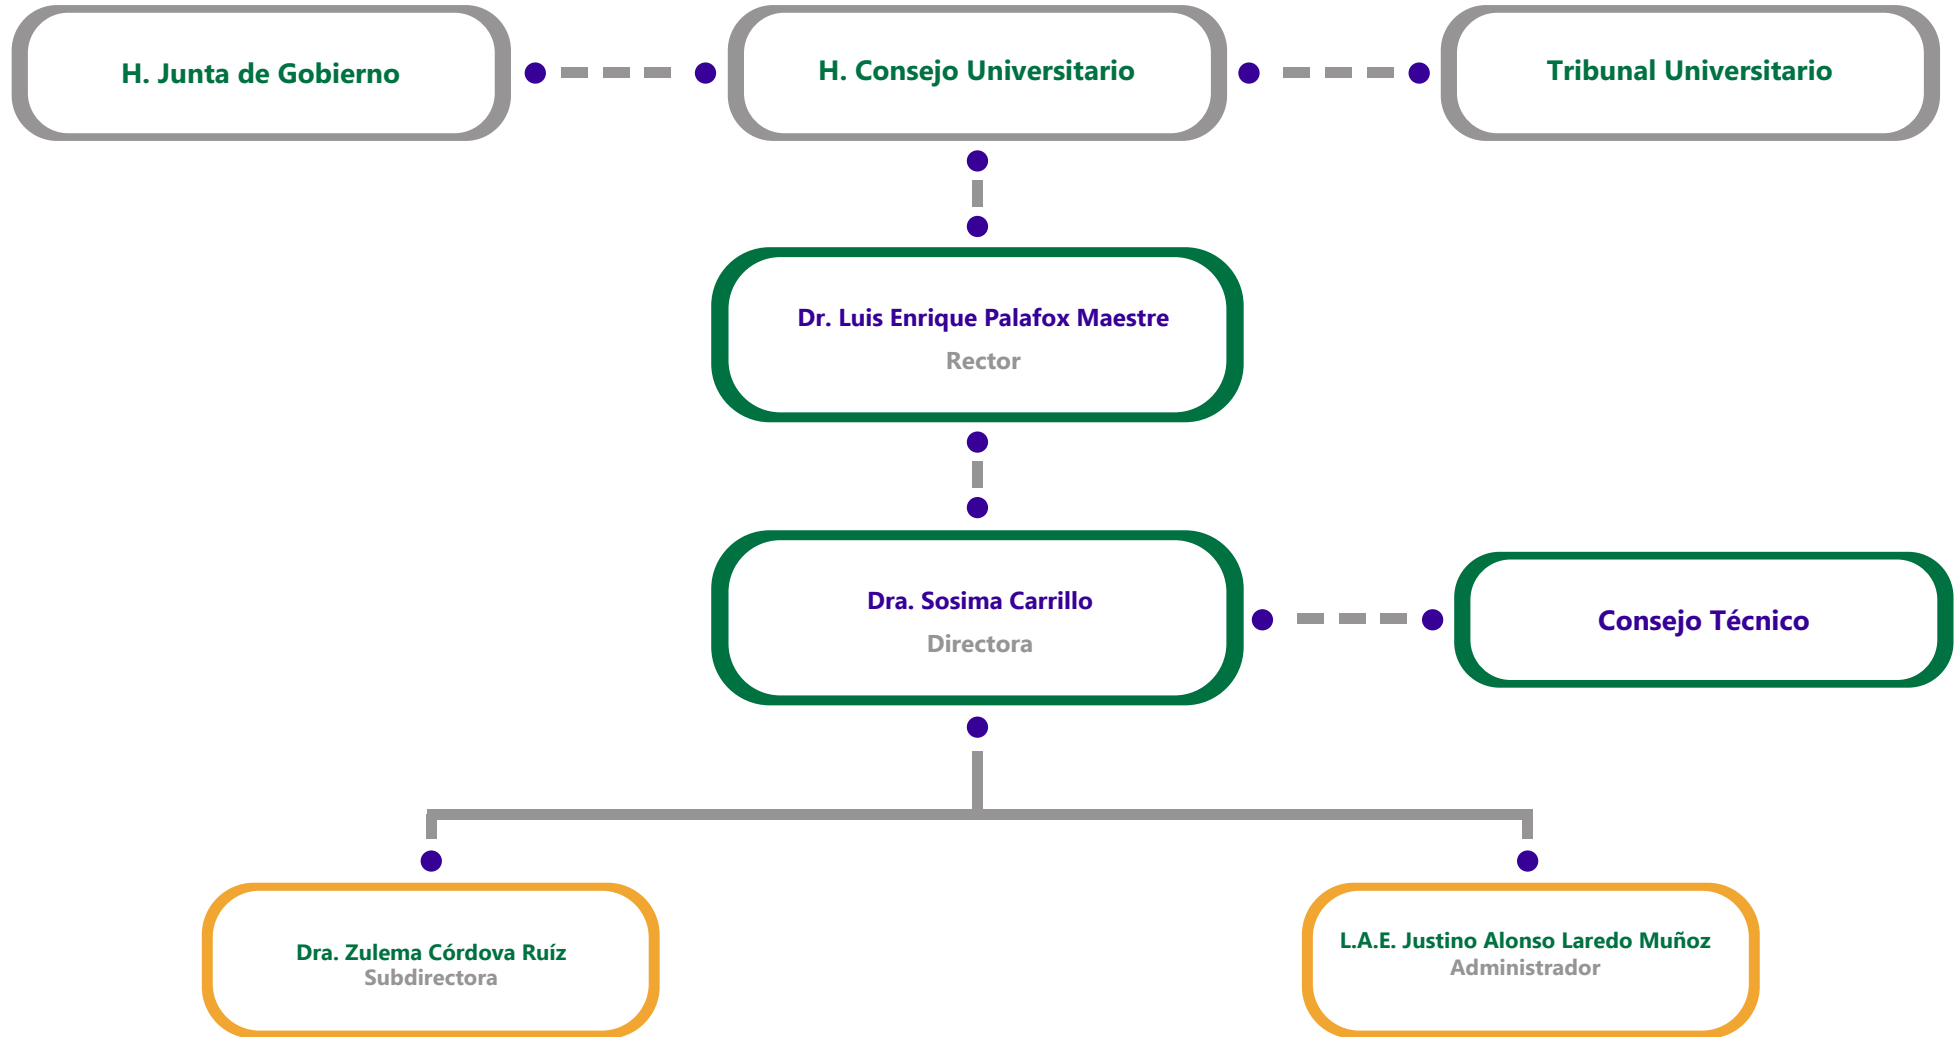 H. Junta de Gobierno
H. Consejo Universitario
Tribunal Universitario
Dr. Luis Enrique Palafox Maestre
Rector
Dra. Sosima Carrillo
Directora
Consejo Técnico
Dra. Zulema Córdova Ruíz
Subdirectora
L.A.E. Justino Alonso Laredo Muñoz
Administrador